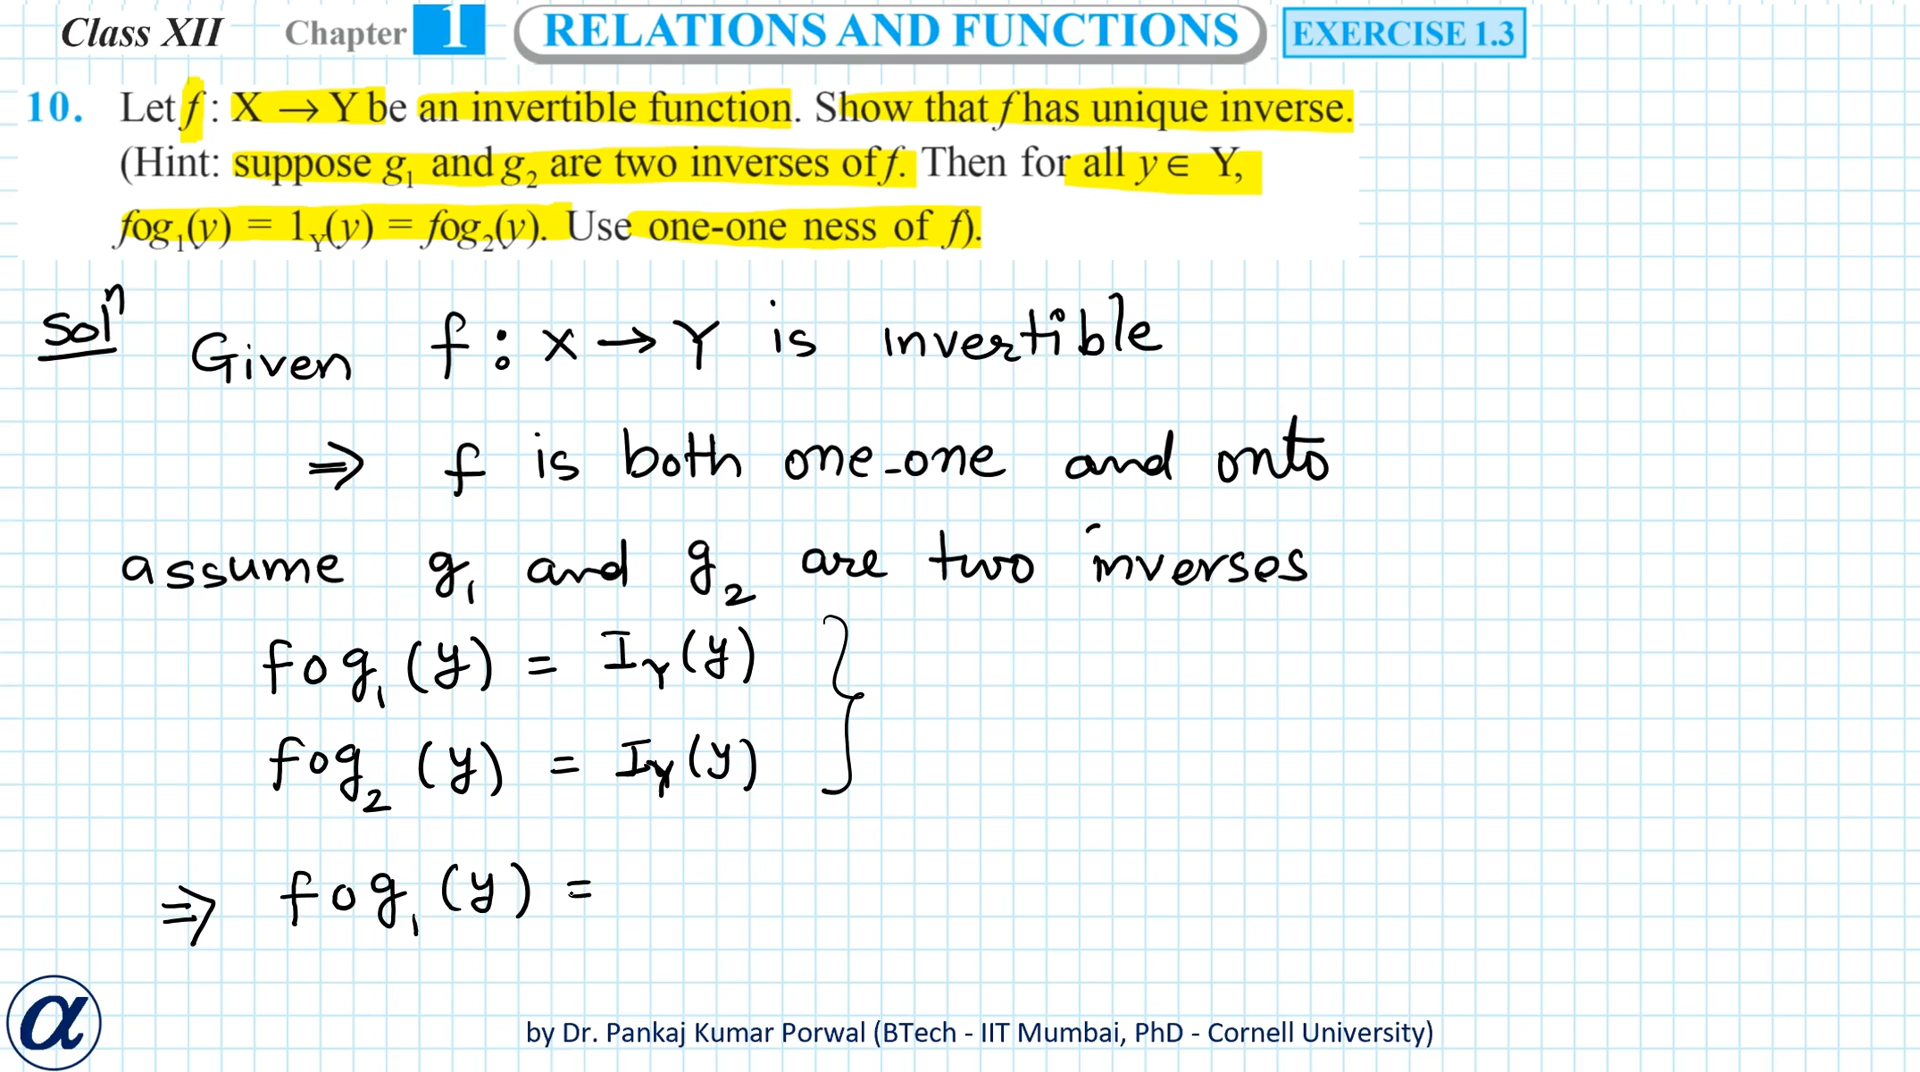 Class XII Chapter 1 RELATIONS AND FUNCTIONS EXERCISE 1.3
10. Let f : X → Y be an invertible function. Show that f has unique inverse.
(Hint: suppose g₁ and g₂ are two inverses of f. Then for all y ∈ Y,
fog₁(y) = 1_Y(y) = fog₂(y). Use one-one ness of f).
Solⁿ Given f : X → Y is invertible
⇒ f is both one-one and onto
assume g₁ and g₂ are two inverses
fog₁(y) = I_Y(y)
fog₂(y) = I_Y(y)
⇒ fog₁(y) =
α
by Dr. Pankaj Kumar Porwal (BTech - IIT Mumbai, PhD - Cornell University)